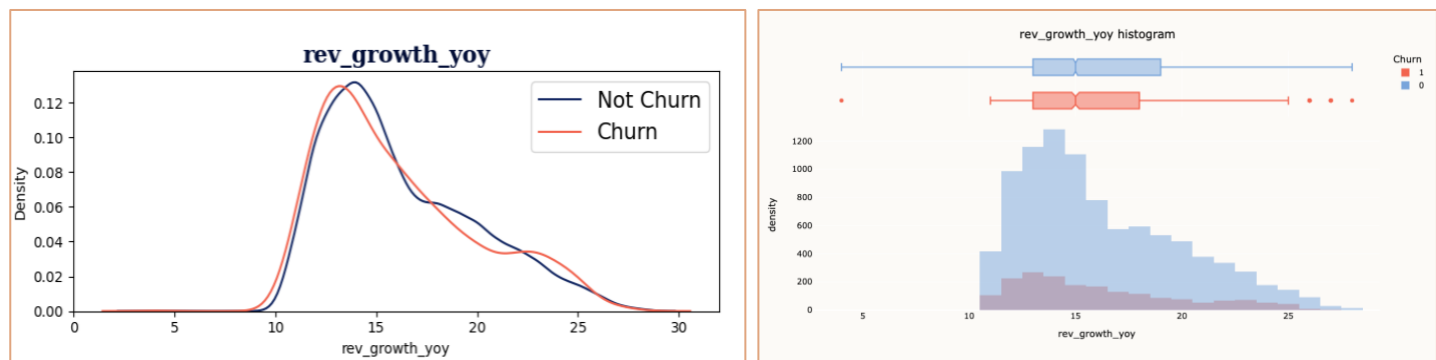 rev_growth_yoy
Not Churn
Churn
Density
0.12
0.10
0.08
0.06
0.04
0.02
0.00
0 5 10 15 20 25 30
rev_growth_yoy
rev_growth_yoy histogram
Churn
1
0
density
1200
1000
800
600
400
200
0
5 10 15 20 25
rev_growth_yoy